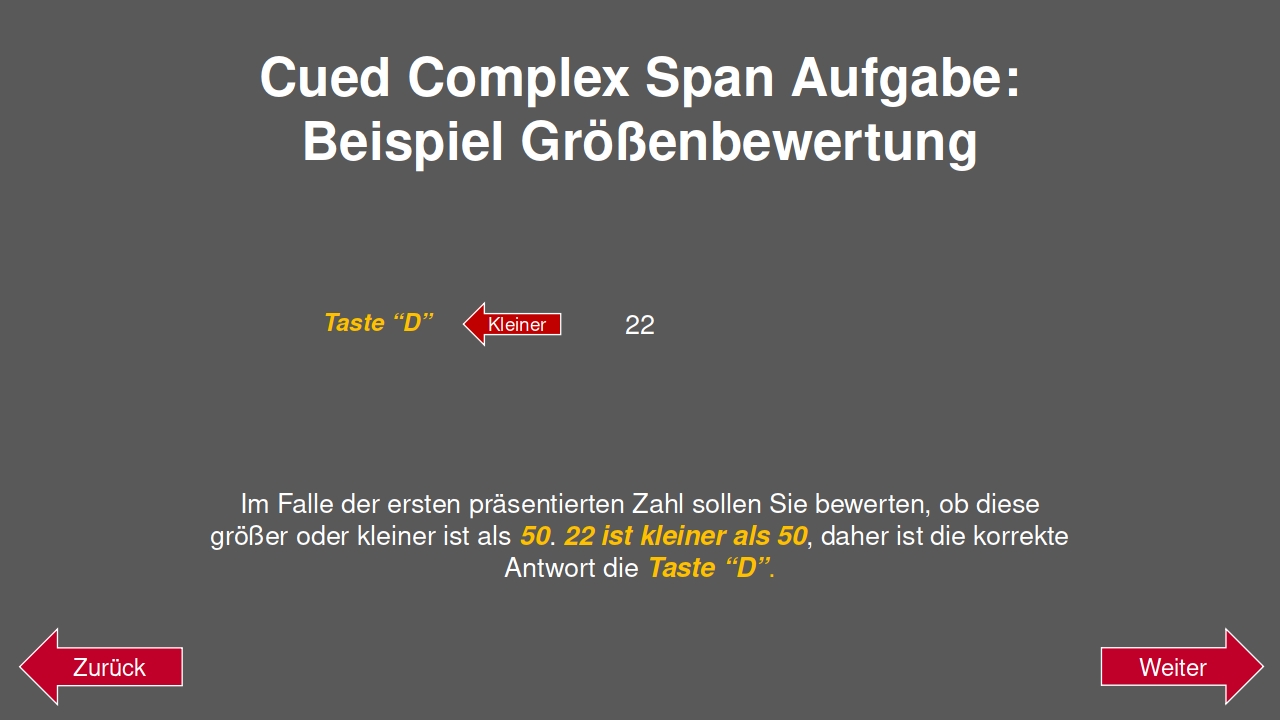 Cued Complex Span Aufgabe:
Beispiel Größenbewertung
Taste “D” Kleiner 22
Im Falle der ersten präsentierten Zahl sollen Sie bewerten, ob diese
größer oder kleiner ist als 50. 22 ist kleiner als 50, daher ist die korrekte
Antwort die Taste “D”.
Zurück Weiter